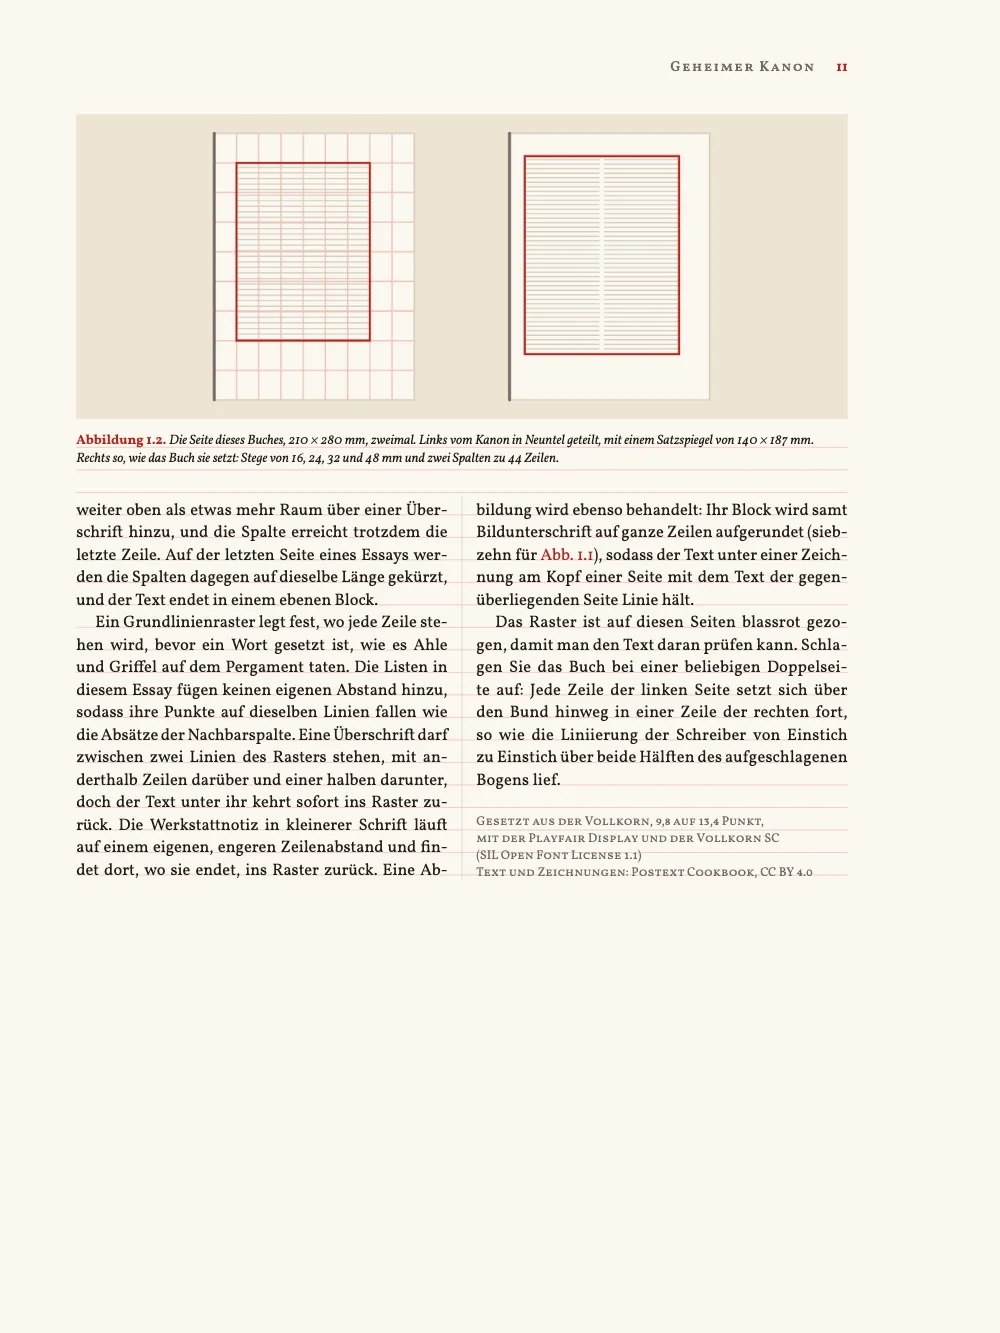 Geheimer Kanon 11
Abbildung 1.2. Die Seite dieses Buches, 210 × 280 mm, zweimal. Links vom Kanon in Neuntel geteilt, mit einem Satzspiegel von 140 × 187 mm.
Rechts so, wie das Buch sie setzt: Stege von 16, 24, 32 und 48 mm und zwei Spalten zu 44 Zeilen.
weiter oben als etwas mehr Raum über einer Über-
schrift hinzu, und die Spalte erreicht trotzdem die
letzte Zeile. Auf der letzten Seite eines Essays wer-
den die Spalten dagegen auf dieselbe Länge gekürzt,
und der Text endet in einem ebenen Block.
Ein Grundlinienraster legt fest, wo jede Zeile ste-
hen wird, bevor ein Wort gesetzt ist, wie es Ahle
und Griffel auf dem Pergament taten. Die Listen in
diesem Essay fügen keinen eigenen Abstand hinzu,
sodass ihre Punkte auf dieselben Linien fallen wie
die Absätze der Nachbarspalte. Eine Überschrift darf
zwischen zwei Linien des Rasters stehen, mit an-
derthalb Zeilen darüber und einer halben darunter,
doch der Text unter ihr kehrt sofort ins Raster zu-
rück. Die Werkstattnotiz in kleinerer Schrift läuft
auf einem eigenen, engeren Zeilenabstand und fin-
det dort, wo sie endet, ins Raster zurück. Eine Ab-
bildung wird ebenso behandelt: Ihr Block wird samt
Bildunterschrift auf ganze Zeilen aufgerundet (sieb-
zehn für Abb. 1.1), sodass der Text unter einer Zeich-
nung am Kopf einer Seite mit dem Text der gegen-
überliegenden Seite Linie hält.
Das Raster ist auf diesen Seiten blassrot gezo-
gen, damit man den Text daran prüfen kann. Schla-
gen Sie das Buch bei einer beliebigen Doppelsei-
te auf: Jede Zeile der linken Seite setzt sich über
den Bund hinweg in einer Zeile der rechten fort,
so wie die Liniierung der Schreiber von Einstich
zu Einstich über beide Hälften des aufgeschlagenen
Bogens lief.
Gesetzt aus der Vollkorn, 9,8 auf 13,4 Punkt,
mit der Playfair Display und der Vollkorn SC
(SIL Open Font License 1.1)
Text und Zeichnungen: Postext Cookbook, CC BY 4.0